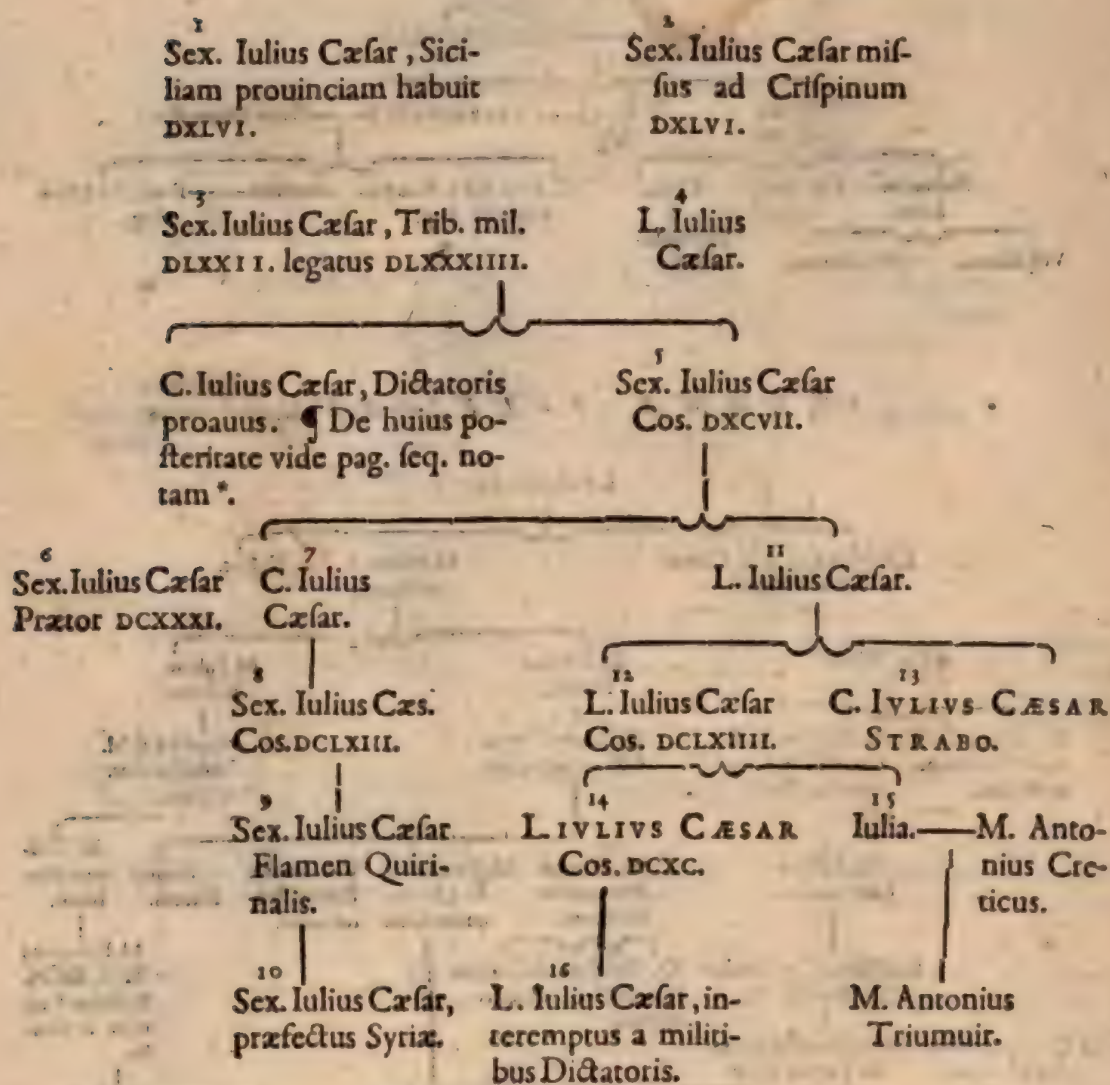 1
Sex. Iulius Cæſar, Sici-
liam prouinciam habuit
DXLVI.
2
Sex. Iulius Cæſar miſ-
ſus ad Criſpinum
DXLVI.
3
Sex. Iulius Cæſar, Trib. mil.
DLXXII. legatus DLXXXIIII.
4
L. Iulius
Cæſar.
C. Iulius Cæſar, Dictatoris
proauus. ¶ De huius po-
ſteritate vide pag. ſeq. no-
tam *.
5
Sex. Iulius Cæſar
Cos. DXCVII.
6
Sex. Iulius Cæſar
Prætor DCXXXI.
7
C. Iulius
Cæſar.
11
L. Iulius Cæſar.
8
Sex. Iulius Cæs.
Cos. DCLXIII.
12
L. Iulius Cæſar
Cos. DCLXIIII.
13
C. IVLIVS CÆSAR
STRABO.
9
Sex. Iulius Cæſar
Flamen Quiri-
nalis.
14
L IVLIVS CÆSAR
Cos. DCXC.
15
Iulia.
M. Anto-
nius Cre-
ticus.
10
Sex. Iulius Cæſar,
præfectus Syriæ.
16
L. Iulius Cæſar, in-
teremptus a militi-
bus Dictatoris.
M. Antonius
Triumuir.